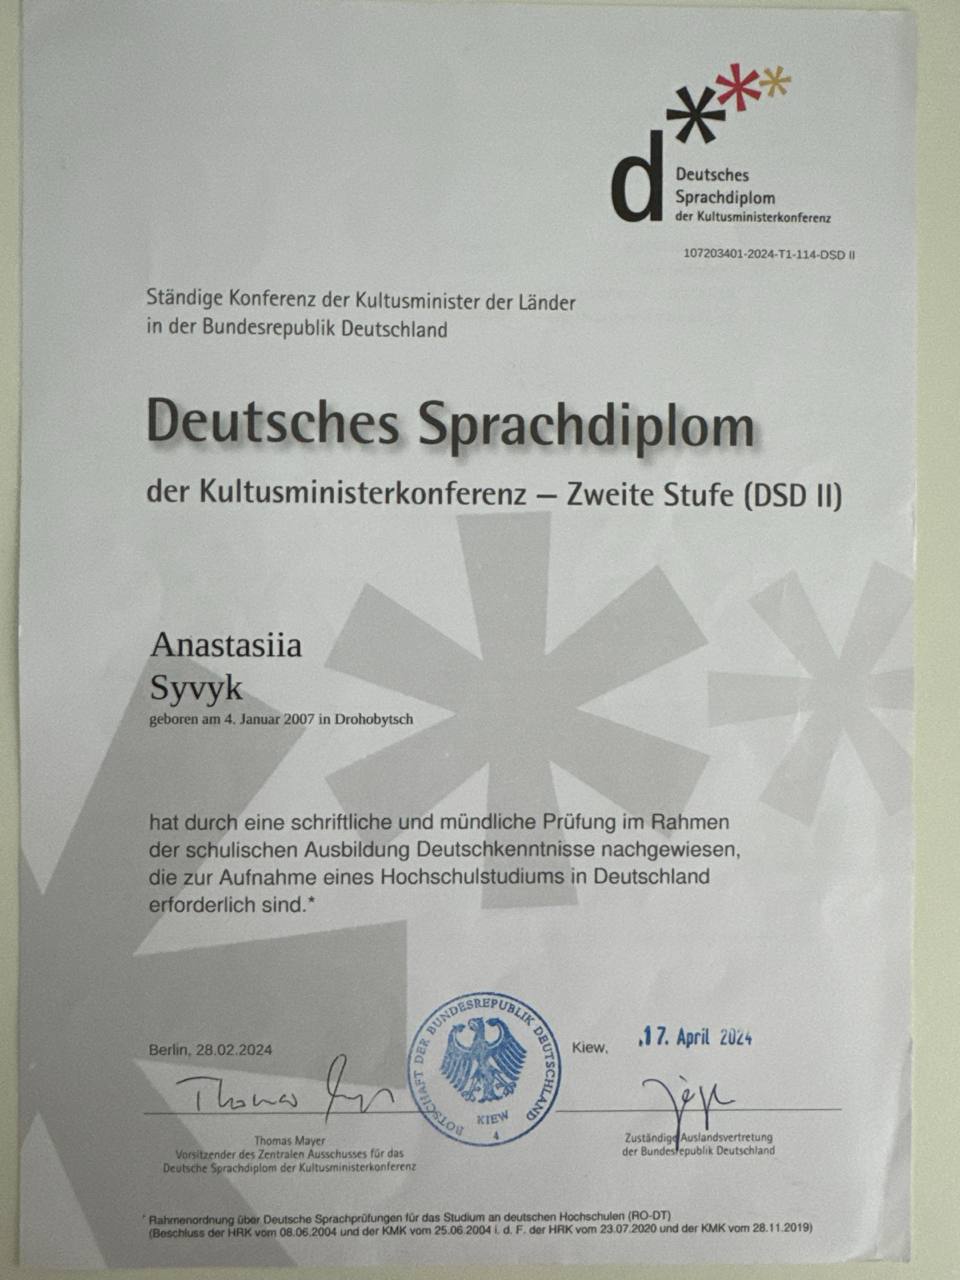 d***
Deutsches
Sprachdiplom
der Kultusministerkonferenz
107203401-2024-T1-114-DSD II
Ständige Konferenz der Kultusminister der Länder
in der Bundesrepublik Deutschland
Deutsches Sprachdiplom
der Kultusministerkonferenz – Zweite Stufe (DSD II)
Anastasiia
Syvyk
geboren am 4. Januar 2007 in Drohobytsch
hat durch eine schriftliche und mündliche Prüfung im Rahmen
der schulischen Ausbildung Deutschkenntnisse nachgewiesen,
die zur Aufnahme eines Hochschulstudiums in Deutschland
erforderlich sind.*
Berlin, 28.02.2024
Thomas
BOTSCHAFT DER BUNDESREPUBLIK DEUTSCHLAND
KIEW
4
Kiew, .17. April 2024
Thomas Mayer
Vorsitzender des Zentralen Ausschusses für das
Deutsche Sprachdiplom der Kultusministerkonferenz
Zuständige Auslandsvertretung
der Bundesrepublik Deutschland
* Rahmenordnung über Deutsche Sprachprüfungen für das Studium an deutschen Hochschulen (RO-DT)
(Beschluss der HRK vom 08.06.2004 und der KMK vom 25.06.2004 i. d. F. der HRK vom 23.07.2020 und der KMK vom 28.11.2019)